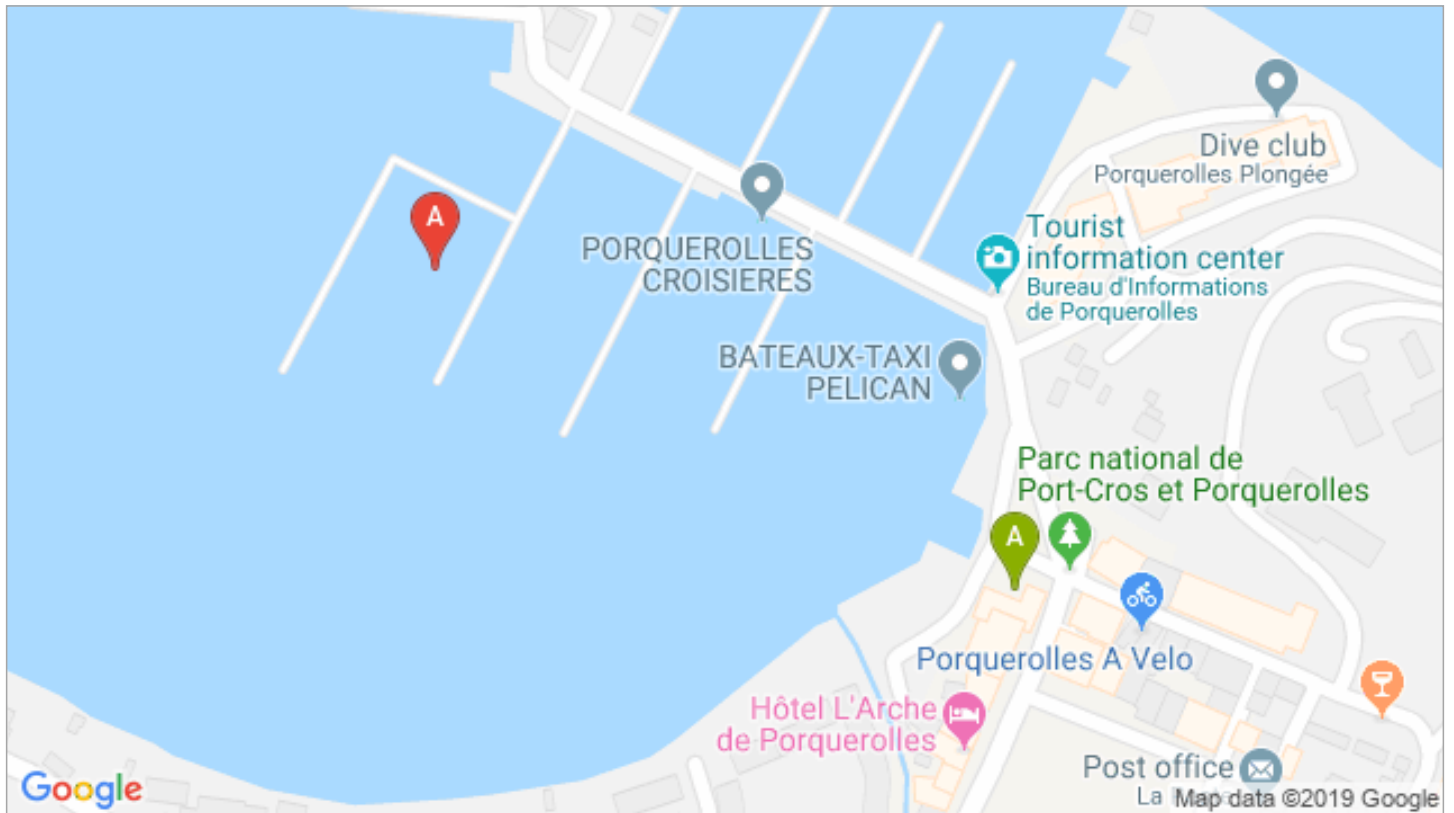 A
Dive club
Porquerolles Plongée
PORQUEROLLES
CROISIERES
Tourist
information center
Bureau d'Informations
de Porquerolles
BATEAUX-TAXI
PELICAN
Parc national de
Port-Cros et Porquerolles
A
Porquerolles A Velo
Hôtel L'Arche
de Porquerolles
Post office
La
Google
Map data ©2019 Google